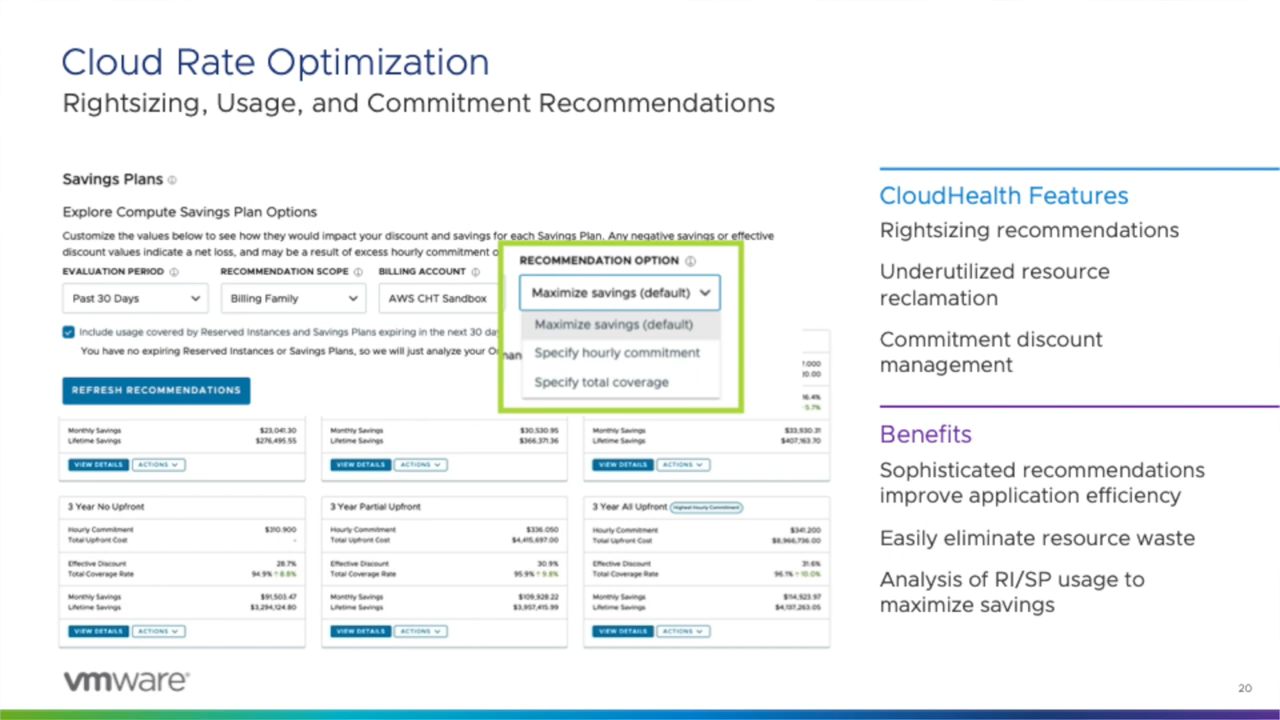 Cloud Rate Optimization
Rightsizing, Usage, and Commitment Recommendations
Savings Plans
Explore Compute Savings Plan Options
Customize the values below to see how they would impact your discount and savings for each Savings Plan. Any negative savings or effective
discount values indicate a net loss, and may be a result of excess hourly commitment o
EVALUATION PERIOD
RECOMMENDATION SCOPE
BILLING ACCOUNT
Past 30 Days
Billing Family
AWS CHT Sandbox
RECOMMENDATION OPTION
Maximize savings (default)
Maximize savings (default)
Specify hourly commitment
Specify total coverage
Include usage covered by Reserved Instances and Savings Plans expiring in the next 30 day
You have no expiring Reserved Instances or Savings Plans, so we will just analyze your On
REFRESH RECOMMENDATIONS
Monthly Savings $23,041.30
Lifetime Savings $276,495.55
VIEW DETAILS ACTIONS
Monthly Savings $30,530.95
Lifetime Savings $366,371.36
VIEW DETAILS ACTIONS
Monthly Savings $33,930.31
Lifetime Savings $407,163.70
VIEW DETAILS ACTIONS
3 Year No Upfront
Hourly Commitment $310.900
Total Upfront Cost -
Effective Discount 28.7%
Total Coverage Rate 94.9% ↑ 8.8%
Monthly Savings $91,503.47
Lifetime Savings $3,294,124.80
VIEW DETAILS ACTIONS
3 Year Partial Upfront
Hourly Commitment $336.050
Total Upfront Cost $4,415,697.00
Effective Discount 30.9%
Total Coverage Rate 95.9% ↑ 9.8%
Monthly Savings $109,928.22
Lifetime Savings $3,957,415.99
VIEW DETAILS ACTIONS
3 Year All Upfront Highest Hourly Commitment
Hourly Commitment $341.200
Total Upfront Cost $8,966,736.00
Effective Discount 31.6%
Total Coverage Rate 96.1% ↑ 10.0%
Monthly Savings $114,923.97
Lifetime Savings $4,137,263.05
VIEW DETAILS ACTIONS
CloudHealth Features
Rightsizing recommendations
Underutilized resource
reclamation
Commitment discount
management
Benefits
Sophisticated recommendations
improve application efficiency
Easily eliminate resource waste
Analysis of RI/SP usage to
maximize savings
vmware
20